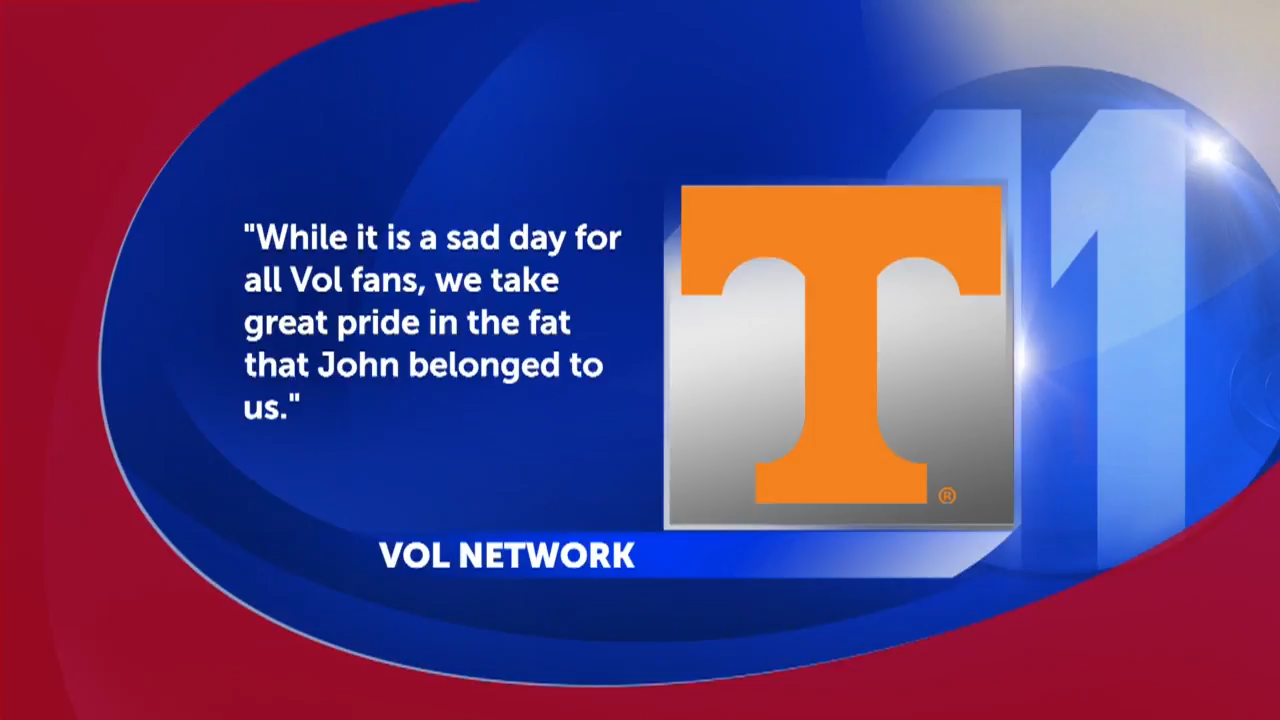 "While it is a sad day for
all Vol fans, we take
great pride in the fat
that John belonged to
us."
T
®
VOL NETWORK
11